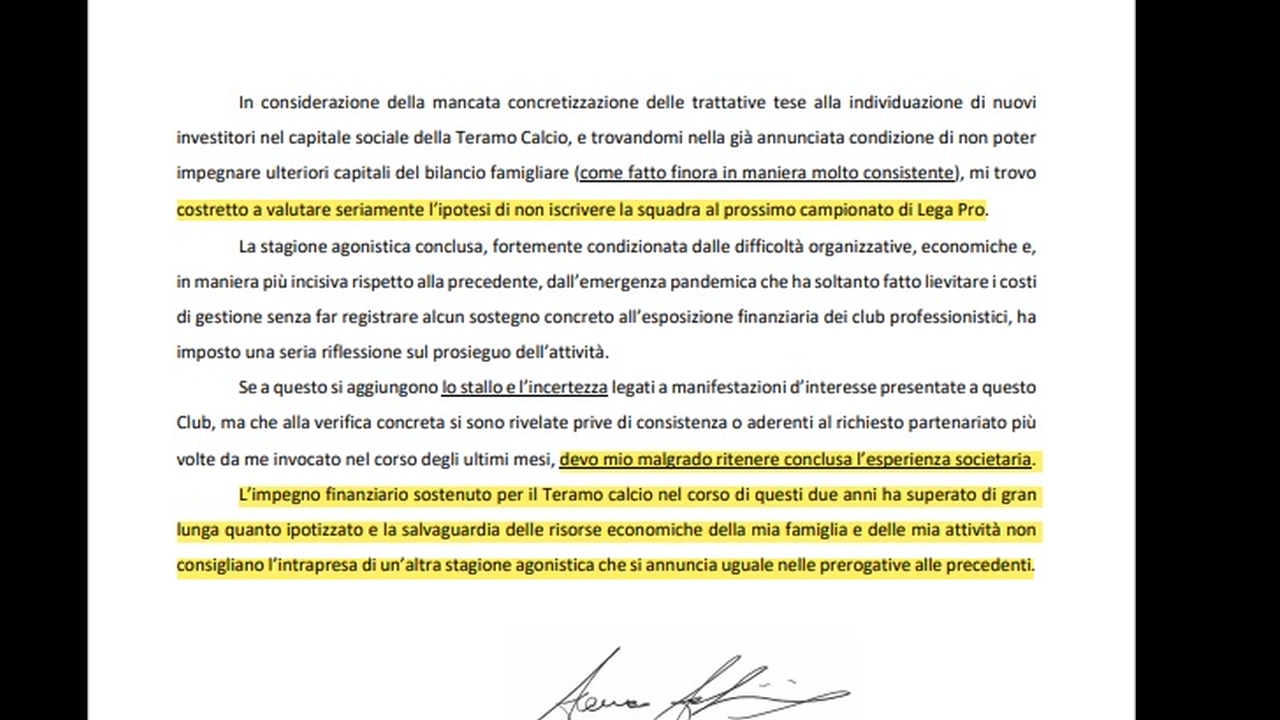 In considerazione della mancata concretizzazione delle trattative tese alla individuazione di nuovi
investitori nel capitale sociale della Teramo Calcio, e trovandomi nella già annunciata condizione di non poter
impegnare ulteriori capitali del bilancio famigliare (come fatto finora in maniera molto consistente), mi trovo
costretto a valutare seriamente l'ipotesi di non iscrivere la squadra al prossimo campionato di Lega Pro.
La stagione agonistica conclusa, fortemente condizionata dalle difficoltà organizzative, economiche e,
in maniera più incisiva rispetto alla precedente, dall'emergenza pandemica che ha soltanto fatto lievitare i costi
di gestione senza far registrare alcun sostegno concreto all'esposizione finanziaria dei club professionistici, ha
imposto una seria riflessione sul prosieguo dell'attività.
Se a questo si aggiungono lo stallo e l'incertezza legati a manifestazioni d'interesse presentate a questo
Club, ma che alla verifica concreta si sono rivelate prive di consistenza o aderenti al richiesto partenariato più
volte da me invocato nel corso degli ultimi mesi, devo mio malgrado ritenere conclusa l'esperienza societaria.
L'impegno finanziario sostenuto per il Teramo calcio nel corso di questi due anni ha superato di gran
lunga quanto ipotizzato e la salvaguardia delle risorse economiche della mia famiglia e delle mia attività non
consigliano l'intrapresa di un'altra stagione agonistica che si annuncia uguale nelle prerogative alle precedenti.